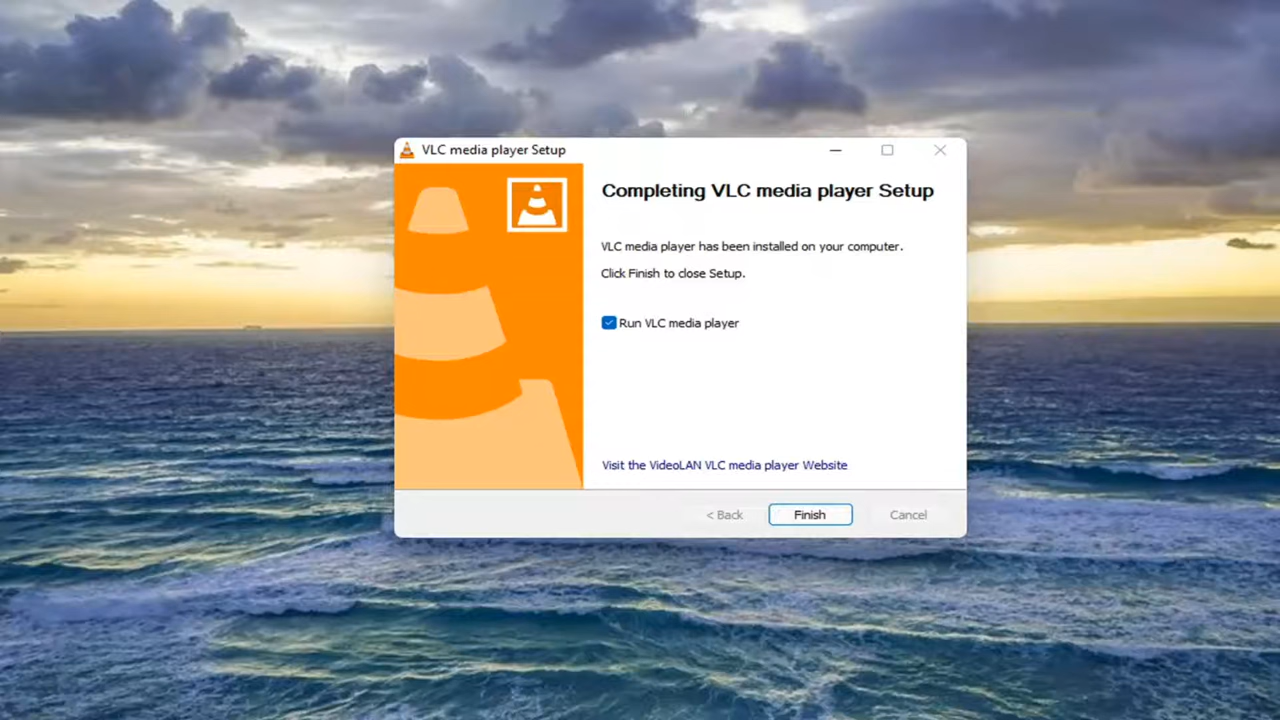 VLC media player Setup
Completing VLC media player Setup
VLC media player has been installed on your computer.
Click Finish to close Setup.
Run VLC media player
Visit the VideoLAN VLC media player Website
< Back
Finish
Cancel